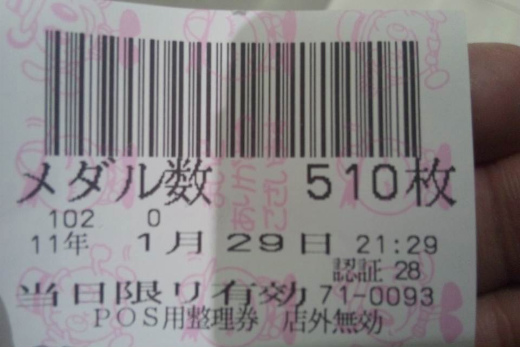 メダル数 510枚
102 0
11年 1月 29日 21:29
認証 28
当日限り有効 71-0093
POS用整理券 店外無効